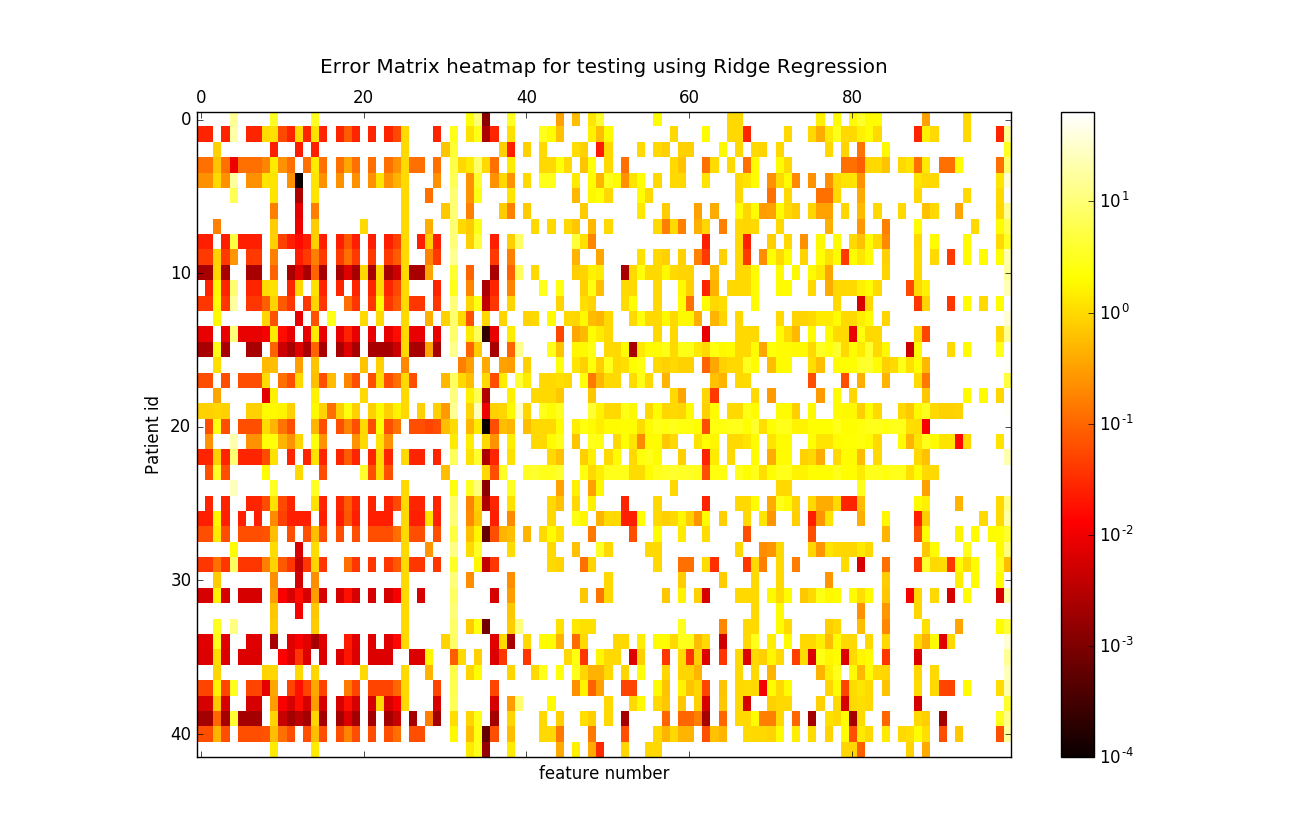 Error Matrix heatmap for testing using Ridge Regression
0 20 40 60 80
0
10
20
30
40
Patient id
feature number
10^1
10^0
10^-1
10^-2
10^-3
10^-4